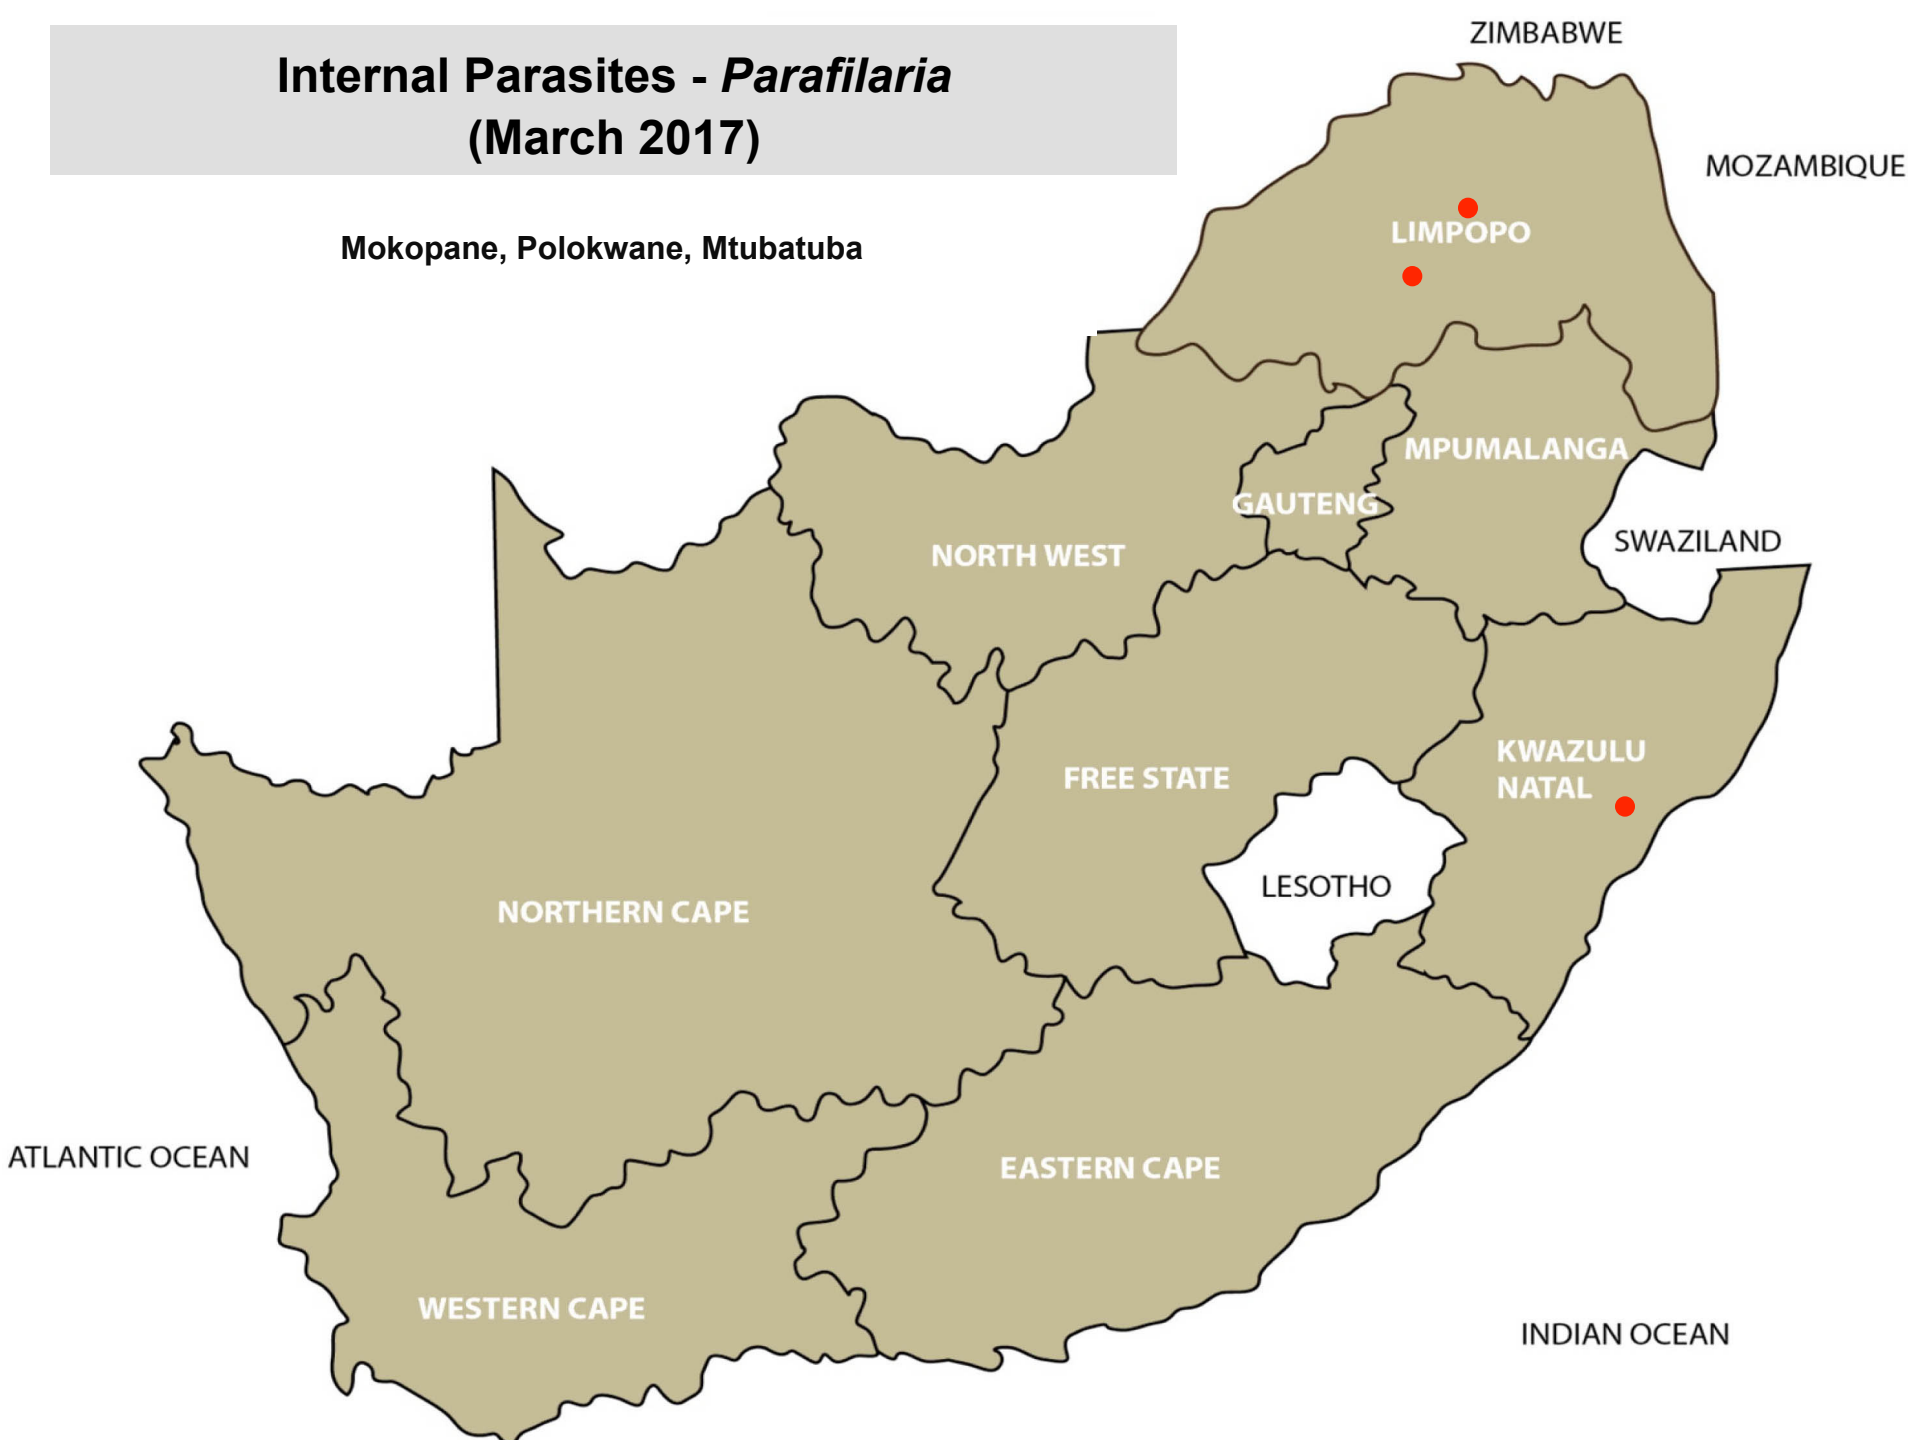 Internal Parasites - Parafilaria
(March 2017)
Mokopane, Polokwane, Mtubatuba
ZIMBABWE
MOZAMBIQUE
LIMPOPO
MPUMALANGA
GAUTENG
SWAZILAND
NORTH WEST
KWAZULU
NATAL
FREE STATE
LESOTHO
NORTHERN CAPE
ATLANTIC OCEAN
EASTERN CAPE
WESTERN CAPE
INDIAN OCEAN